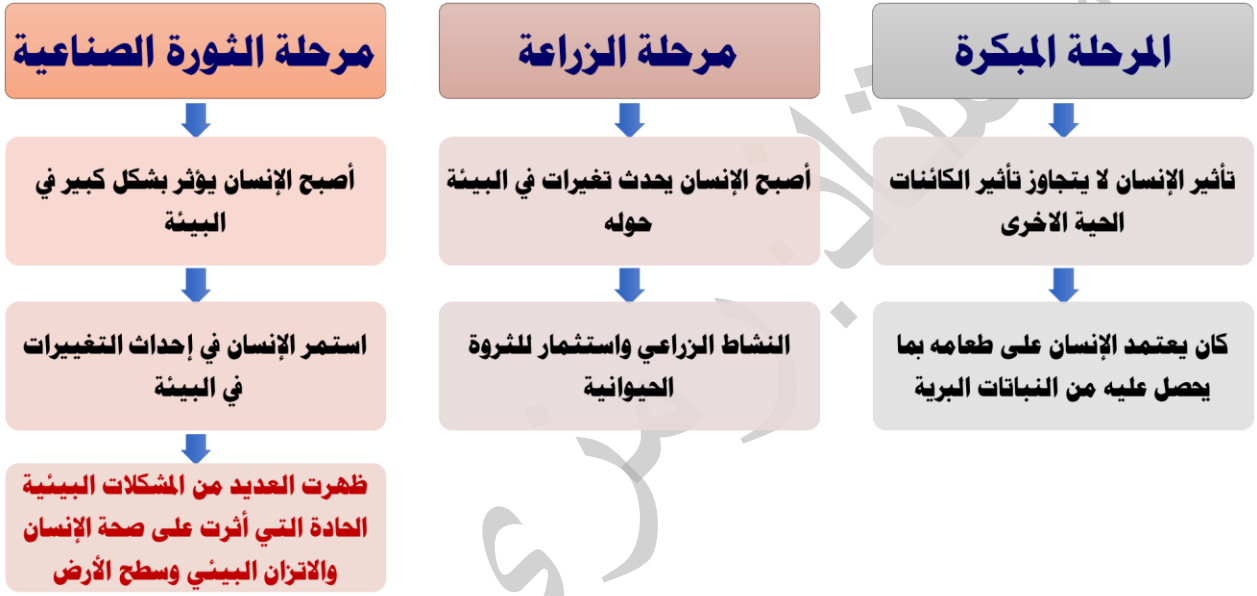 المرحلة المبكرة
تأثير الإنسان لا يتجاوز تأثير الكائنات
الحية الاخرى
كان يعتمد الإنسان على طعامه بما
يحصل عليه من النباتات البرية
مرحلة الزراعة
أصبح الإنسان يحدث تغيرات في البيئة
حوله
النشاط الزراعي واستثمار للثروة
الحيوانية
مرحلة الثورة الصناعية
أصبح الإنسان يؤثر بشكل كبير في
البيئة
استمر الإنسان في إحداث التغييرات
في البيئة
ظهرت العديد من المشكلات البيئية
الحادة التي أثرت على صحة الإنسان
والاتزان البيئي وسطح الأرض